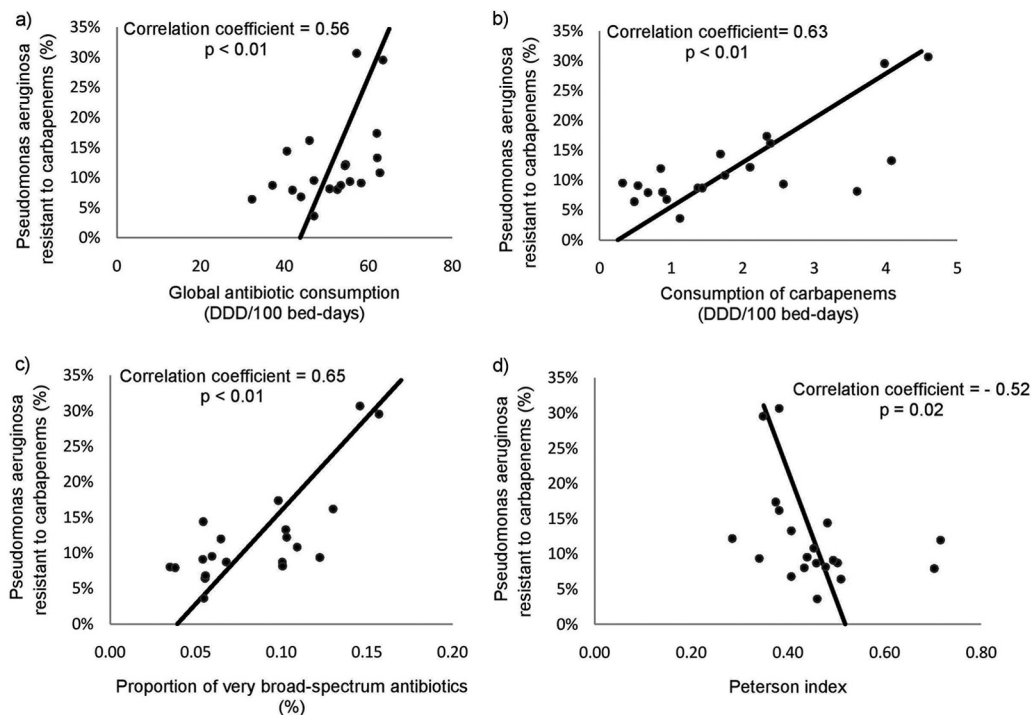 a)
Correlation coefficient = 0.56
p < 0.01
Pseudomonas aeruginosa
resistant to carbapenems (%)
35%
30%
25%
20%
15%
10%
5%
0%
0
20
40
60
80
Global antibiotic consumption
(DDD/100 bed-days)
b)
Correlation coefficient= 0.63
p < 0.01
Pseudomonas aeruginosa
resistant to carbapenems (%)
35%
30%
25%
20%
15%
10%
5%
0%
0
1
2
3
4
5
Consumption of carbapenems
(DDD/100 bed-days)
c)
Correlation coefficient = 0.65
p < 0.01
Pseudomonas aeruginosa
resistant to carbapenems (%)
35%
30%
25%
20%
15%
10%
5%
0%
0.00
0.05
0.10
0.15
0.20
Proportion of very broad-spectrum antibiotics
(%)
d)
Correlation coefficient = - 0.52
p = 0.02
Pseudomonas aeruginosa
resistant to carbapenems (%)
35%
30%
25%
20%
15%
10%
5%
0%
0.00
0.20
0.40
0.60
0.80
Peterson index